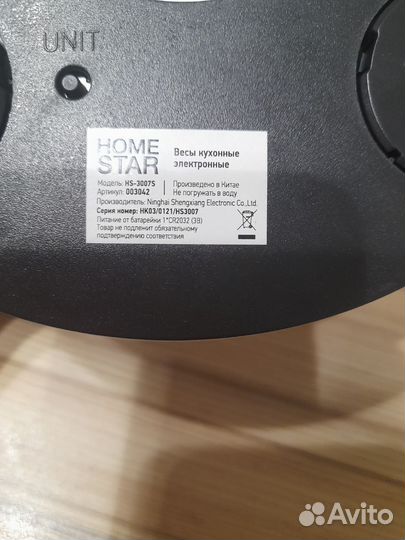 UNIT
HOME
STAR
Весы кухонные
электронные
Модель: HS-3007S
Артикул: 003042
Произведено в Китае
Не погружать в воду
Производитель: Ninghai Shengxiang Electronic Co.,Ltd.
Серия номер: HK03/0121/HS3007
Питание от батарейки 1*CR2032 (3В)
Товар не подлежит обязательному
подтверждению соответствия
Avito